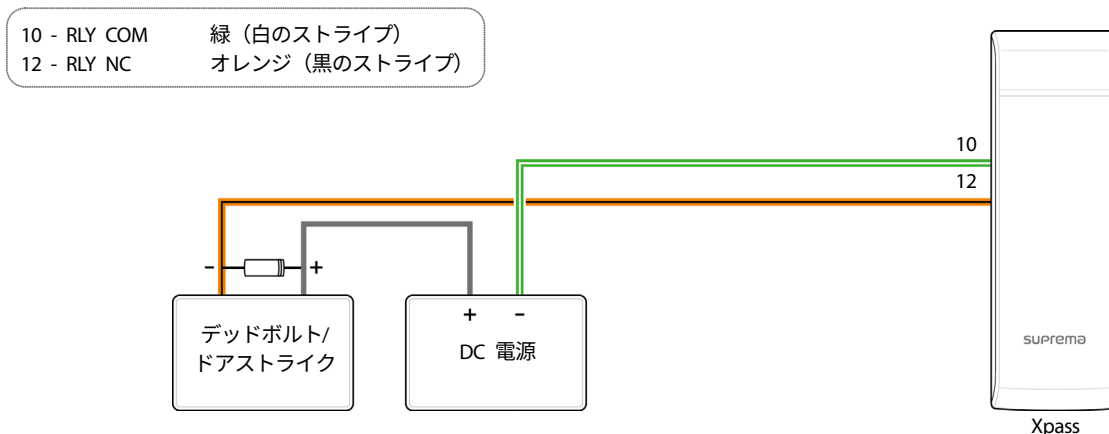 10 - RLY COM 緑（白のストライプ）
12 - RLY NC オレンジ（黒のストライプ）
10
12
- +
+ -
デッドボルト/
ドアストライク
DC 電源
suprema
Xpass